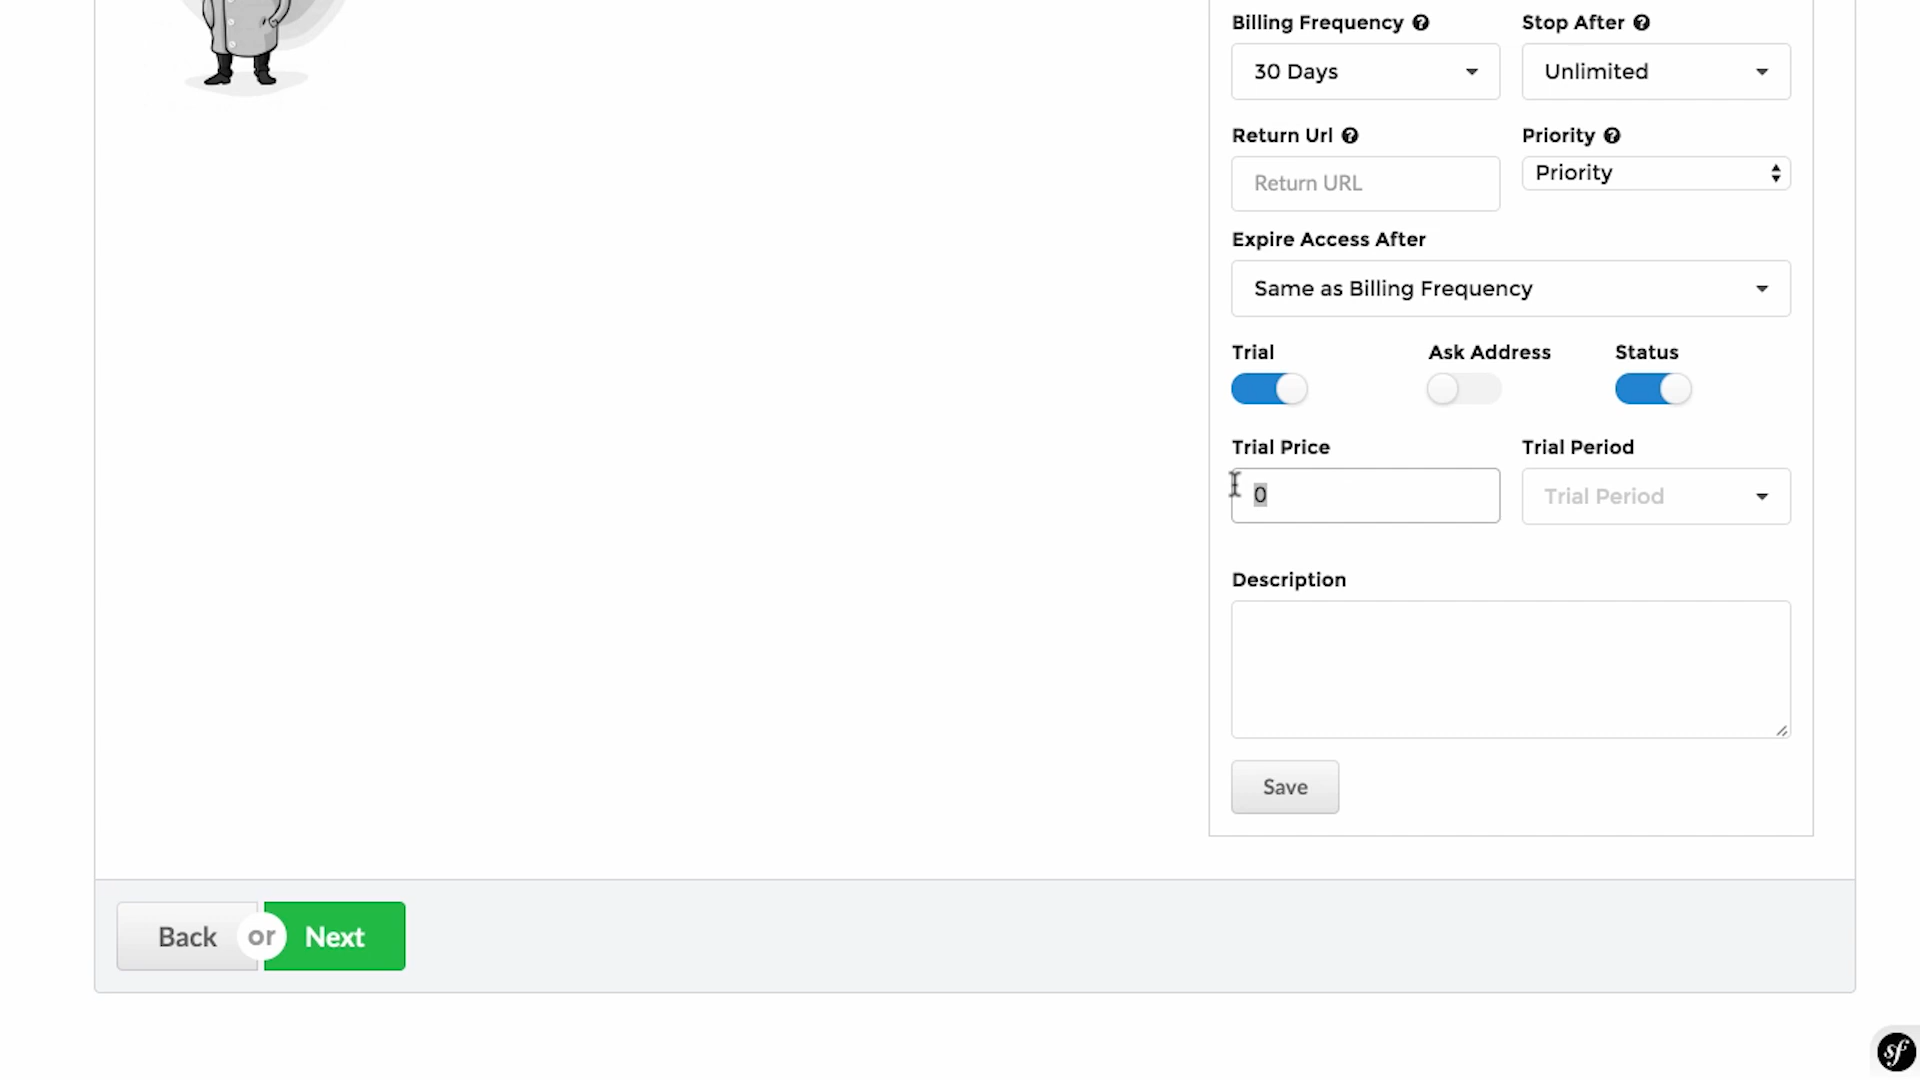 Billing Frequency
Stop After
30 Days
Unlimited
Return Url
Priority
Return URL
Priority
Expire Access After
Same as Billing Frequency
Trial
Ask Address
Status
Trial Price
Trial Period
0
Trial Period
Description
Save
Back or Next
sf